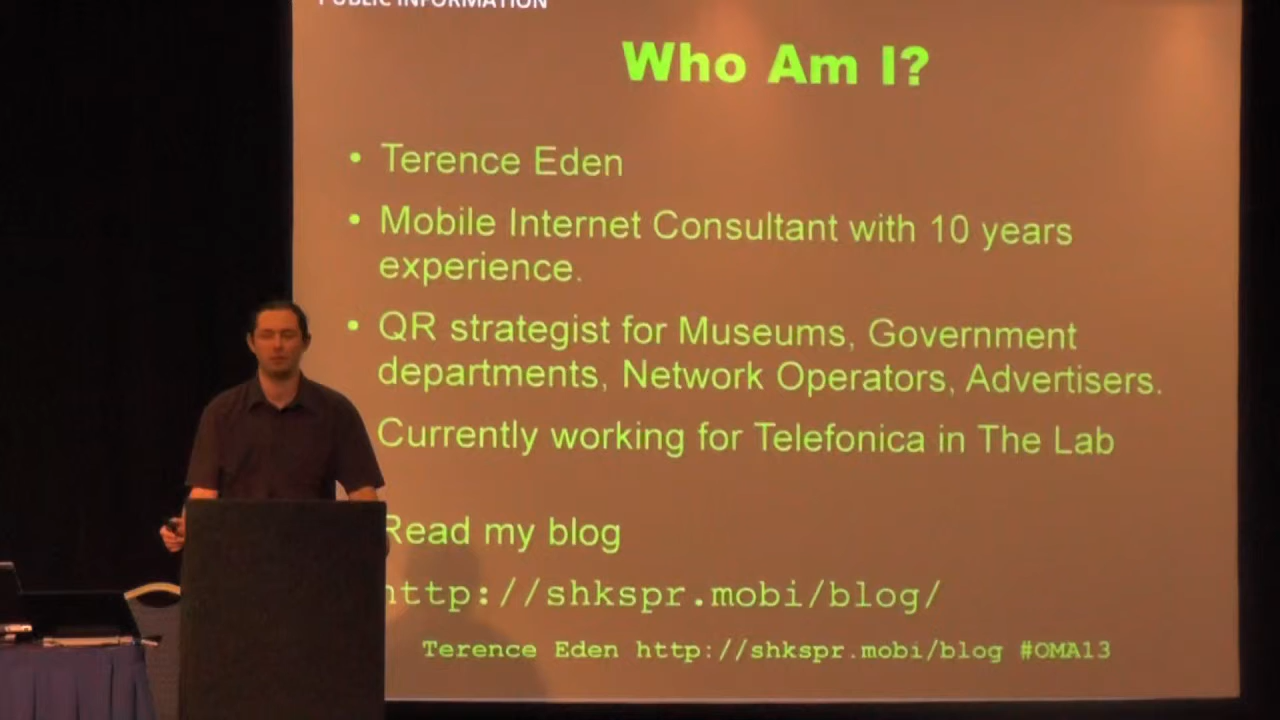 PUBLIC INFORMATION
Who Am I?
• Terence Eden
• Mobile Internet Consultant with 10 years
experience.
• QR strategist for Museums, Government
departments, Network Operators, Advertisers.
Currently working for Telefonica in The Lab
Read my blog
http://shkspr.mobi/blog/
Terence Eden http://shkspr.mobi/blog #OMA13